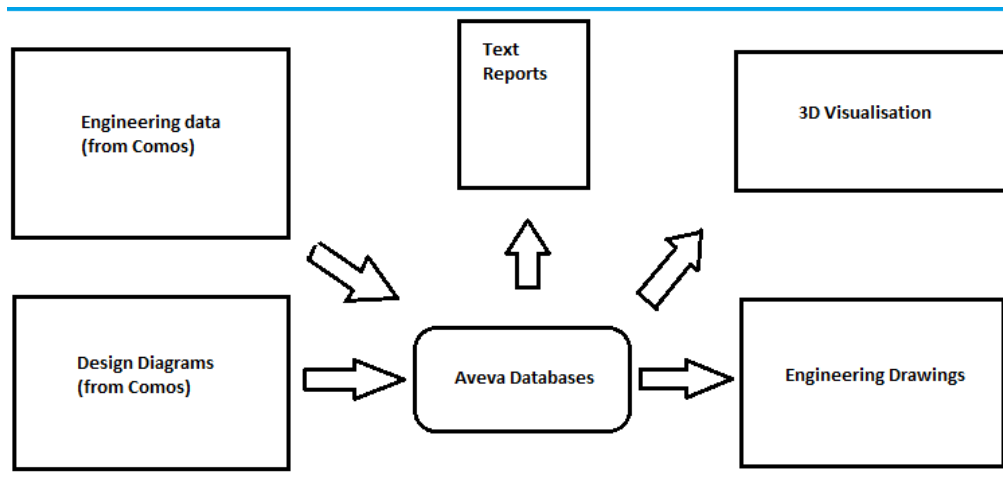 Text
Reports
3D Visualisation
Engineering data
(from Comos)
Design Diagrams
(from Comos)
Aveva Databases
Engineering Drawings